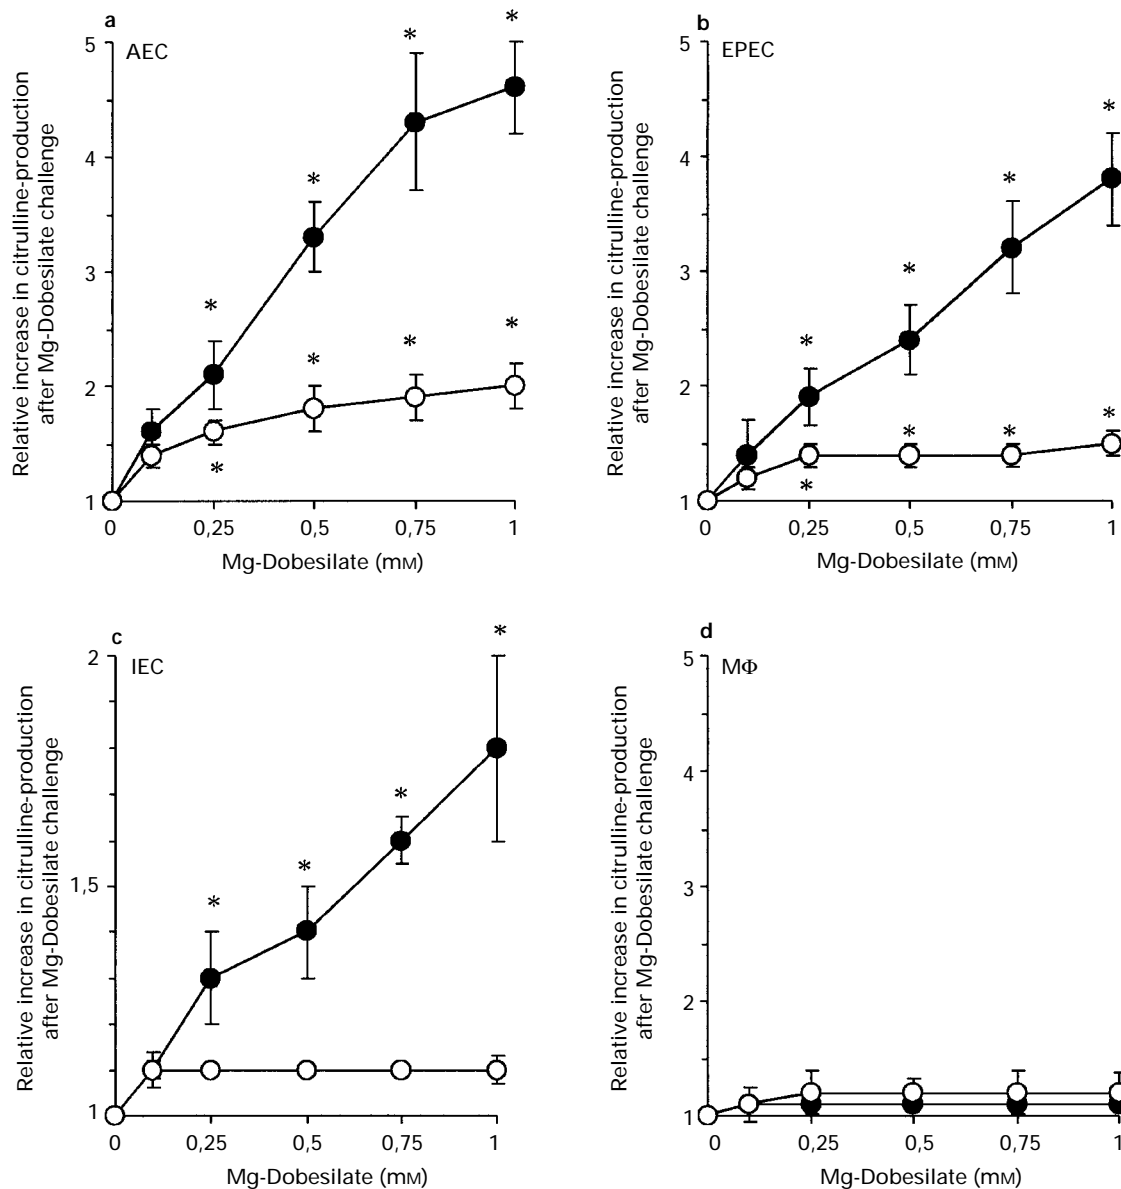 a
AEC
*
*
*
*
*
*
*
*
5
4
3
2
1
0
0,25
0,5
0,75
1
Mg-Dobesilate (mM)
Relative increase in citrulline-production
after Mg-Dobesilate challenge
b
EPEC
*
*
*
*
*
*
*
*
5
4
3
2
1
0
0,25
0,5
0,75
1
Mg-Dobesilate (mM)
Relative increase in citrulline-production
after Mg-Dobesilate challenge
c
IEC
*
*
*
*
2
1,5
1
0
0,25
0,5
0,75
1
Mg-Dobesilate (mM)
Relative increase in citrulline-production
after Mg-Dobesilate challenge
d
MΦ
5
4
3
2
1
0
0,25
0,5
0,75
1
Mg-Dobesilate (mM)
Relative increase in citrulline-production
after Mg-Dobesilate challenge